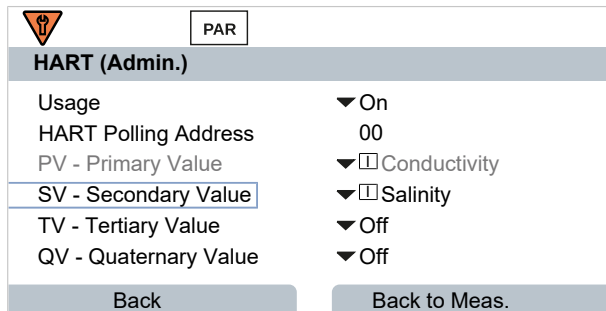 PAR
HART (Admin.)
Usage On
HART Polling Address 00
PV - Primary Value I Conductivity
SV - Secondary Value I Salinity
TV - Tertiary Value Off
QV - Quaternary Value Off
Back Back to Meas.